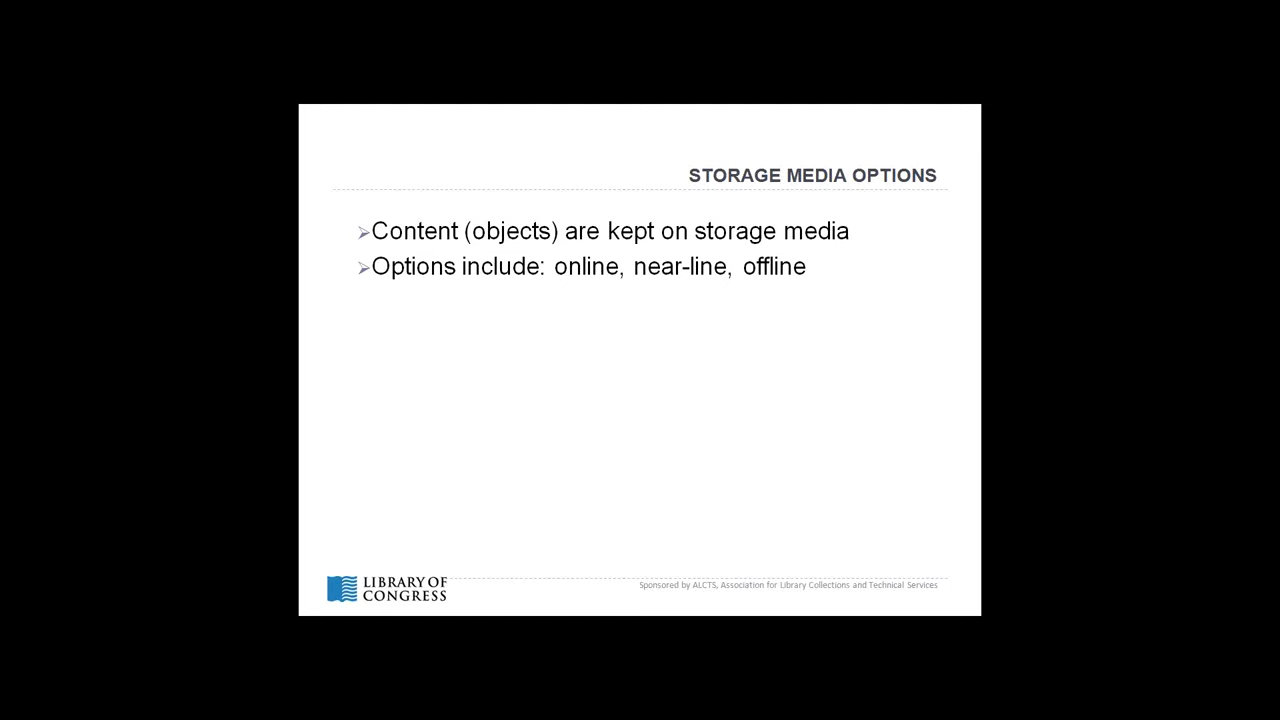 STORAGE MEDIA OPTIONS
Content (objects) are kept on storage media
Options include: online, near-line, offline
LIBRARY OF
CONGRESS
Sponsored by ALCTS, Association for Library Collections and Technical Services